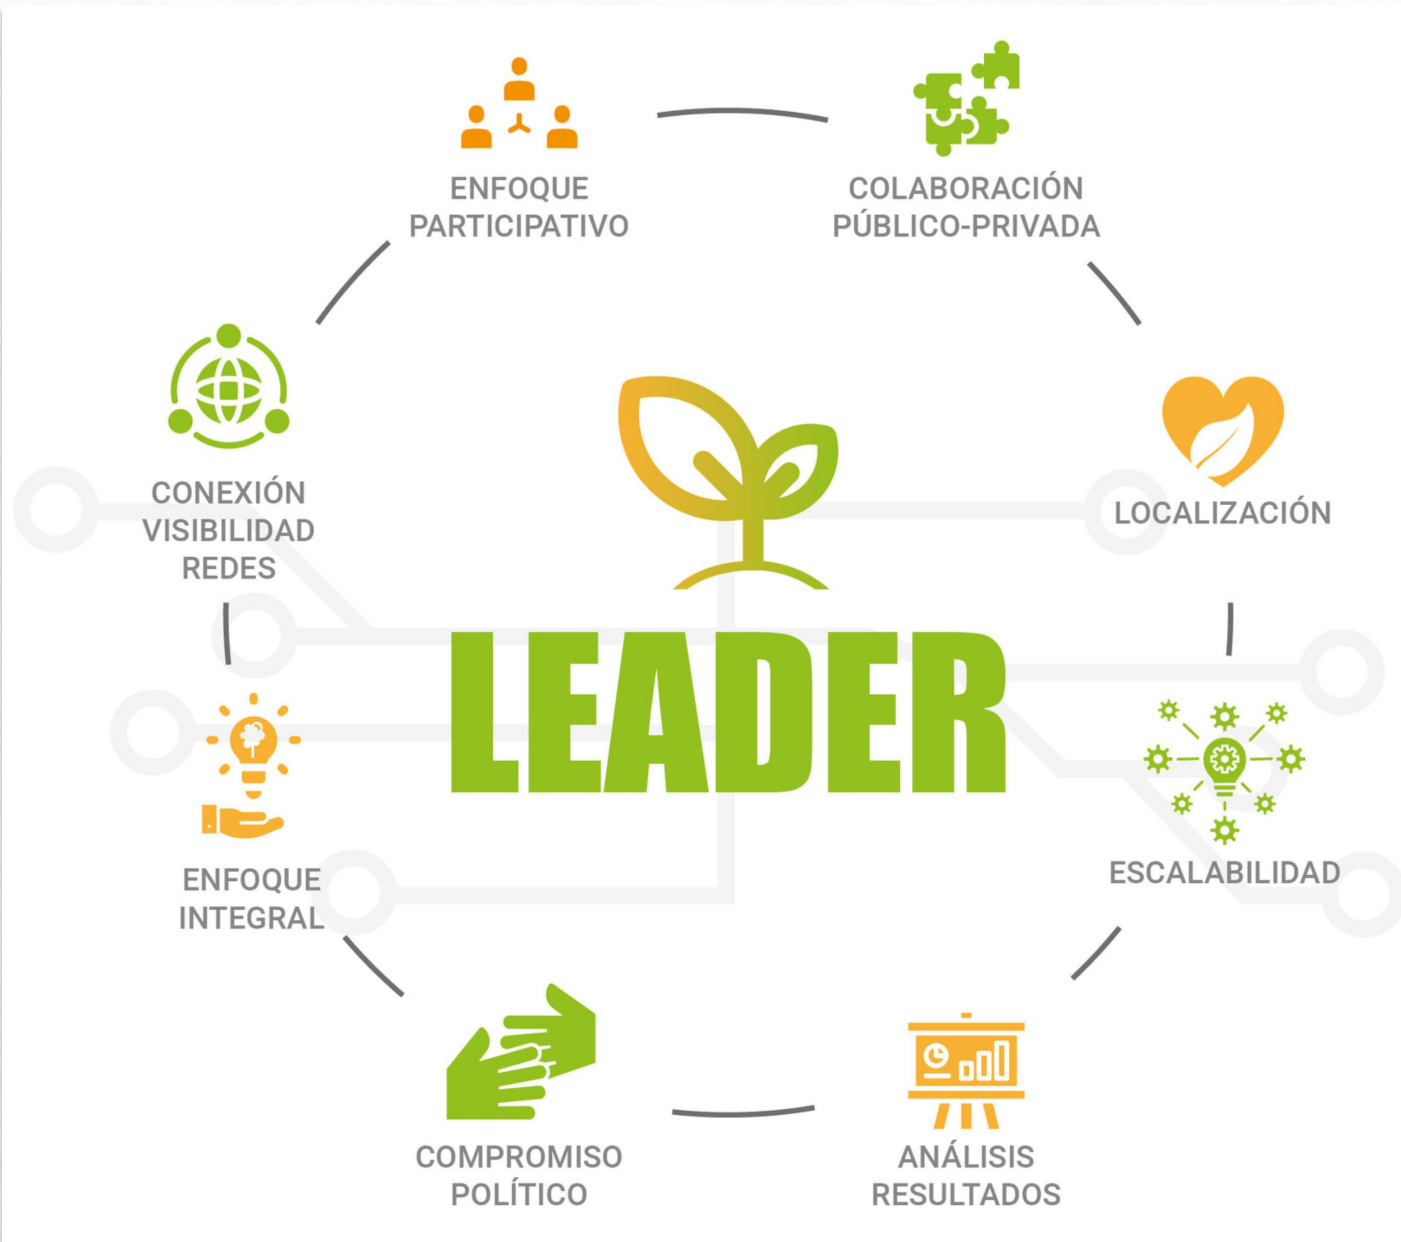 ENFOQUE
PARTICIPATIVO
COLABORACIÓN
PÚBLICO-PRIVADA
CONEXIÓN
VISIBILIDAD
REDES
LOCALIZACIÓN
LEADER
ENFOQUE
INTEGRAL
ESCALABILIDAD
COMPROMISO
POLÍTICO
ANÁLISIS
RESULTADOS